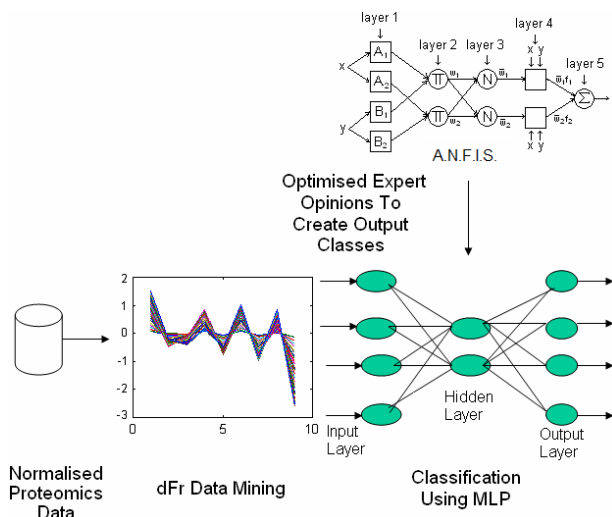 layer 1
layer 2
layer 3
layer 4
layer 5
x
y
A1
A2
B1
B2
Π
Π
w1
w2
N
N
w̅1
w̅2
x y
x y
w̅1f1
w̅2f2
Σ
A.N.F.I.S.
Optimised Expert
Opinions To
Create Output
Classes
2
1
0
-1
-2
-3
0
5
10
Input
Layer
Hidden
Layer
Output
Layer
Normalised
Proteomics
Data
dFr Data Mining
Classification
Using MLP